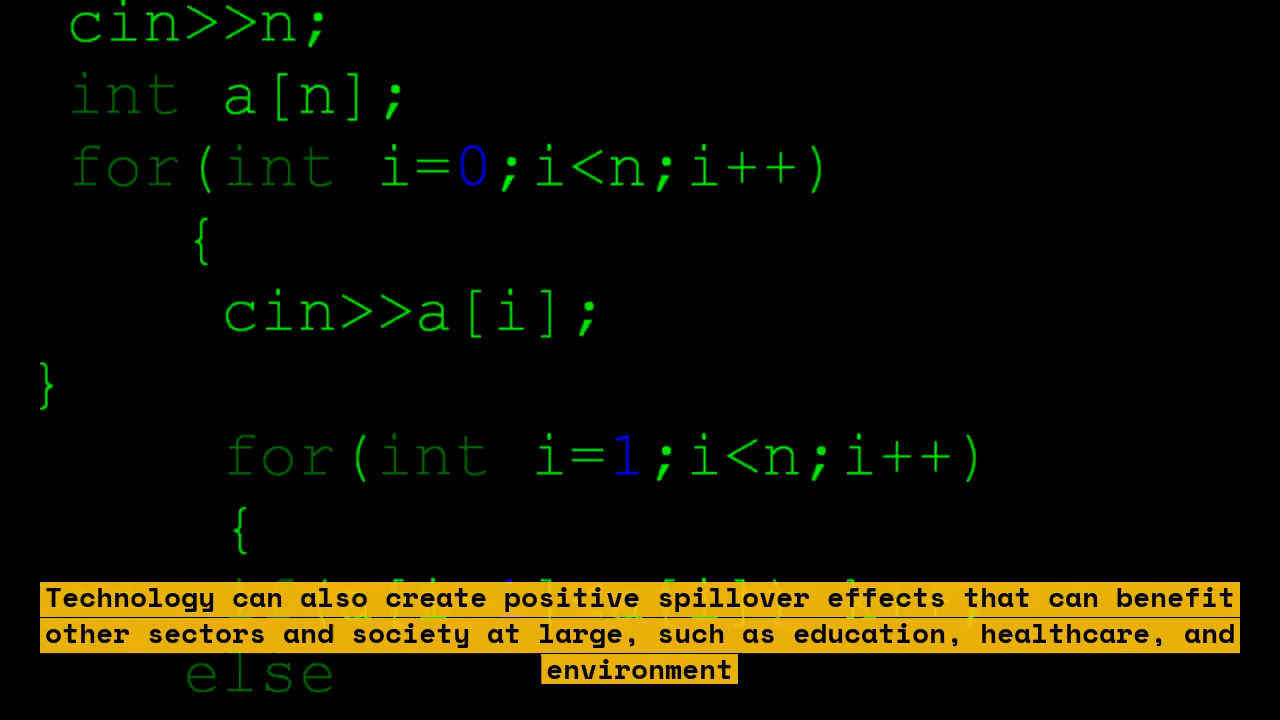 cin>>n;
int a[n];
for(int i=0;i<n;i++)
{
cin>>a[i];
}
for(int i=1;i<n;i++)
{
Technology can also create positive spillover effects that can benefit
other sectors and society at large, such as education, healthcare, and
environment
else